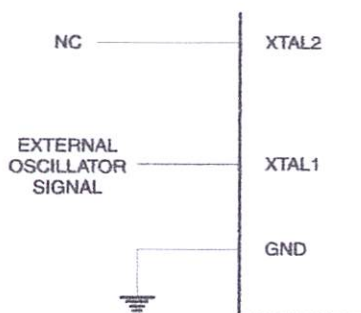 NC
XTAL2
EXTERNAL
OSCILLATOR
SIGNAL
XTAL1
GND